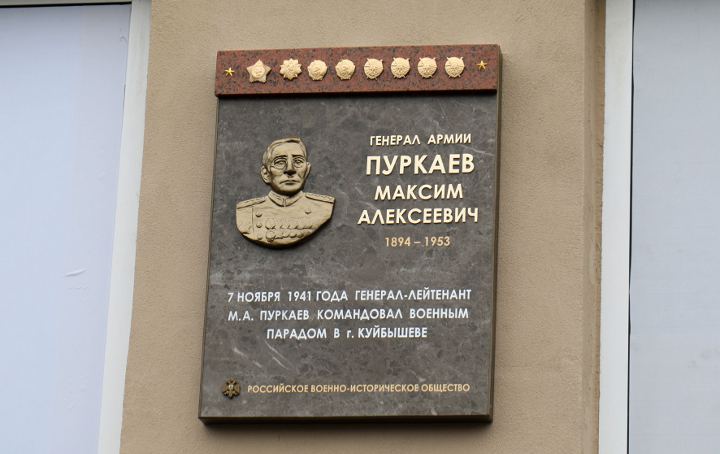 ГЕНЕРАЛ АРМИИ
ПУРКАЕВ
МАКСИМ
АЛЕКСЕЕВИЧ
1894 – 1953
7 НОЯБРЯ 1941 ГОДА ГЕНЕРАЛ-ЛЕЙТЕНАНТ
М.А. ПУРКАЕВ КОМАНДОВАЛ ВОЕННЫМ
ПАРАДОМ В г. КУЙБЫШЕВЕ
РОССИЙСКОЕ ВОЕННО-ИСТОРИЧЕСКОЕ ОБЩЕСТВО